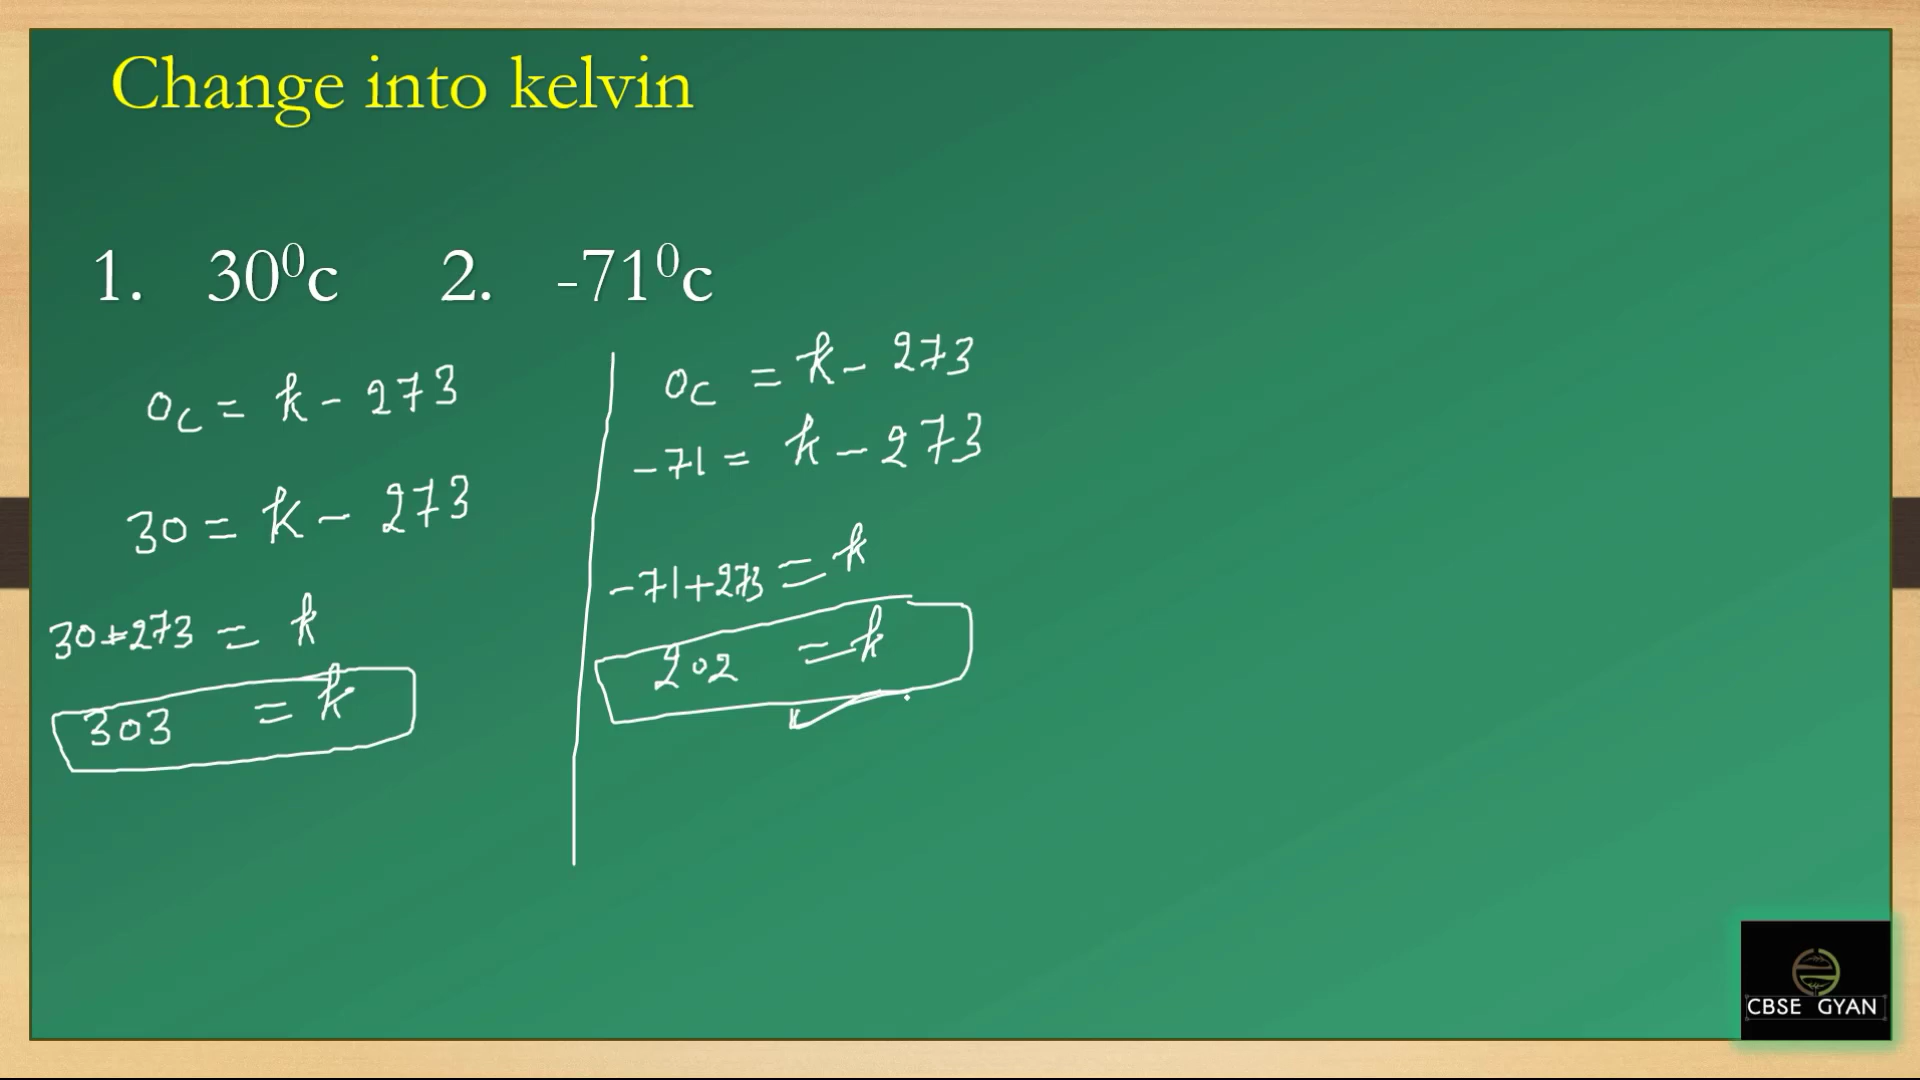 Change into kelvin
1. 30⁰c 2. -71⁰c
0c = k - 273
30 = k - 273
30+273 = k
303 = k
0c = k - 273
-71 = k - 273
-71+273 = k
202 = k
CBSE GYAN